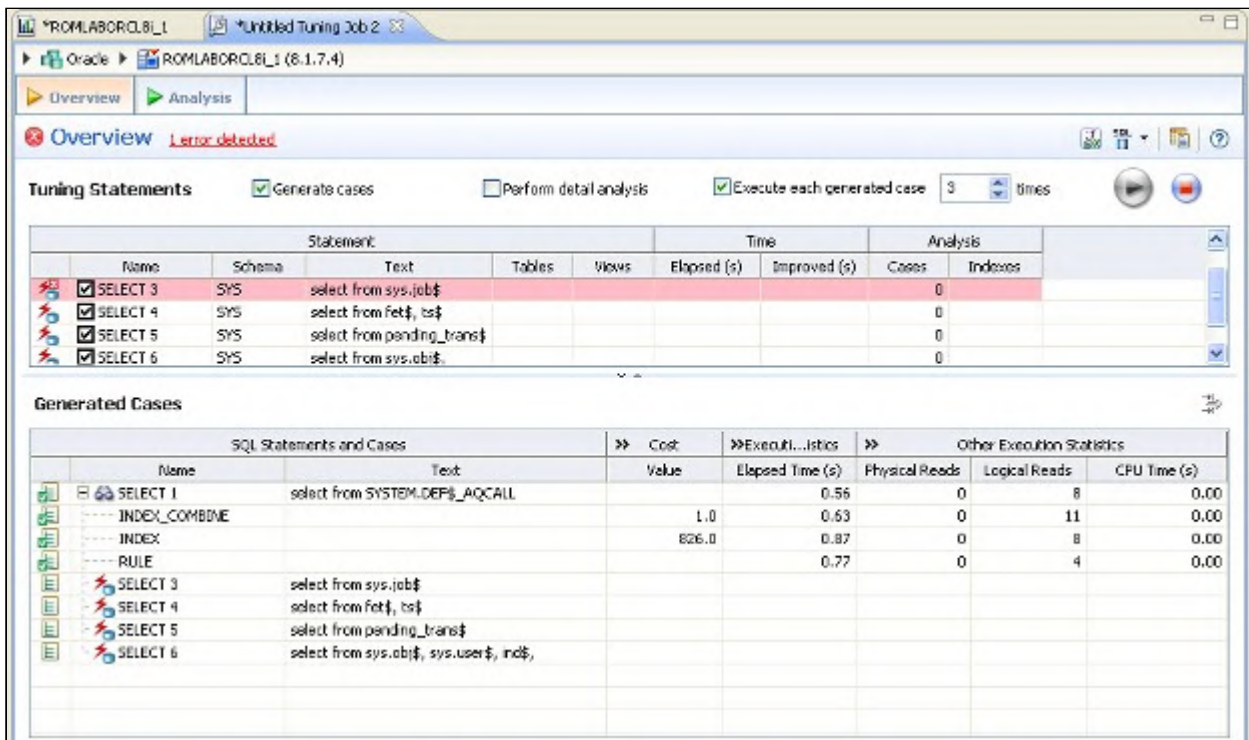 *ROMLABORCL8i_1 *Untitled Tuning Job 2
Oracle ROMLABORCL8i_1 (8.1.7.4)
Overview Analysis
Overview 1 error detected
SQL
Tuning Statements Generate cases Perform detail analysis Execute each generated case 3 times
Statement Time Analysis
Name Schema Text Tables Views Elapsed (s) Improved (s) Cases Indexes
SELECT 3 SYS select from sys.job$ 0
SELECT 4 SYS select from fet$, ts$ 0
SELECT 5 SYS select from pending_trans$ 0
SELECT 6 SYS select from sys.obj$, 0
Generated Cases
SQL Statements and Cases Cost Executi...istics Other Execution Statistics
Name Text Value Elapsed Time (s) Physical Reads Logical Reads CPU Time (s)
SELECT 1 select from SYSTEM.DEF$_AQCALL 0.56 0 8 0.00
INDEX_COMBINE 1.0 0.63 0 11 0.00
INDEX 826.0 0.87 0 8 0.00
RULE 0.77 0 4 0.00
SELECT 3 select from sys.job$
SELECT 4 select from fet$, ts$
SELECT 5 select from pending_trans$
SELECT 6 select from sys.obj$, sys.user$, ind$,